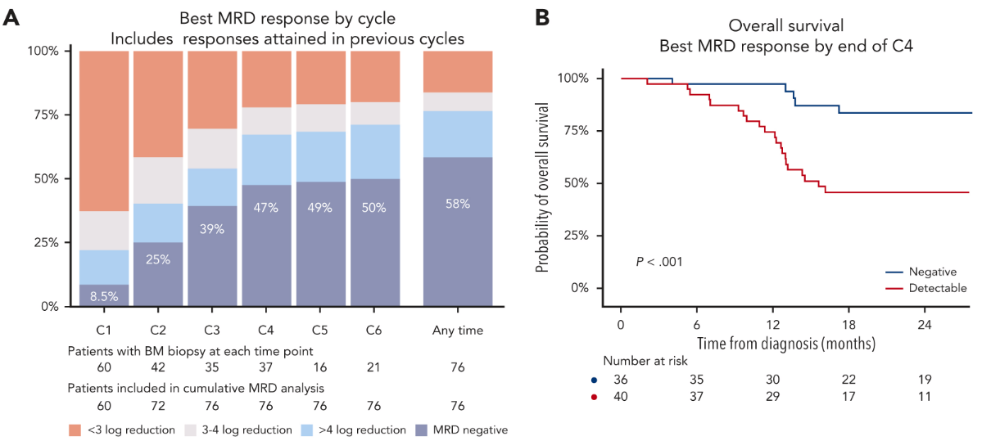 A
Best MRD response by cycle
Includes responses attained in previous cycles
100%
75%
50%
25%
0%
8.5%
25%
39%
47%
49%
50%
58%
C1 C2 C3 C4 C5 C6 Any time
Patients with BM biopsy at each time point
60 42 35 37 16 21 76
Patients included in cumulative MRD analysis
60 72 76 76 76 76 76
<3 log reduction 3-4 log reduction >4 log reduction MRD negative
B
Overall survival
Best MRD response by end of C4
Probability of overall survival
100%
75%
50%
25%
0%
P < .001
Negative
Detectable
0 6 12 18 24
Time from diagnosis (months)
Number at risk
36 35 30 22 19
40 37 29 17 11